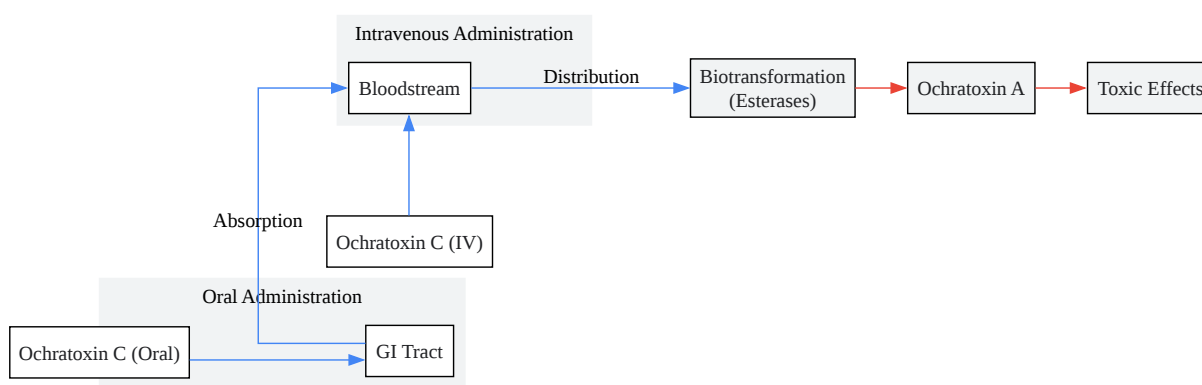 Intravenous Administration
Bloodstream
Distribution
Biotransformation
(Esterases)
Ochratoxin A
Toxic Effects
Absorption
Ochratoxin C (IV)
Oral Administration
Ochratoxin C (Oral)
GI Tract